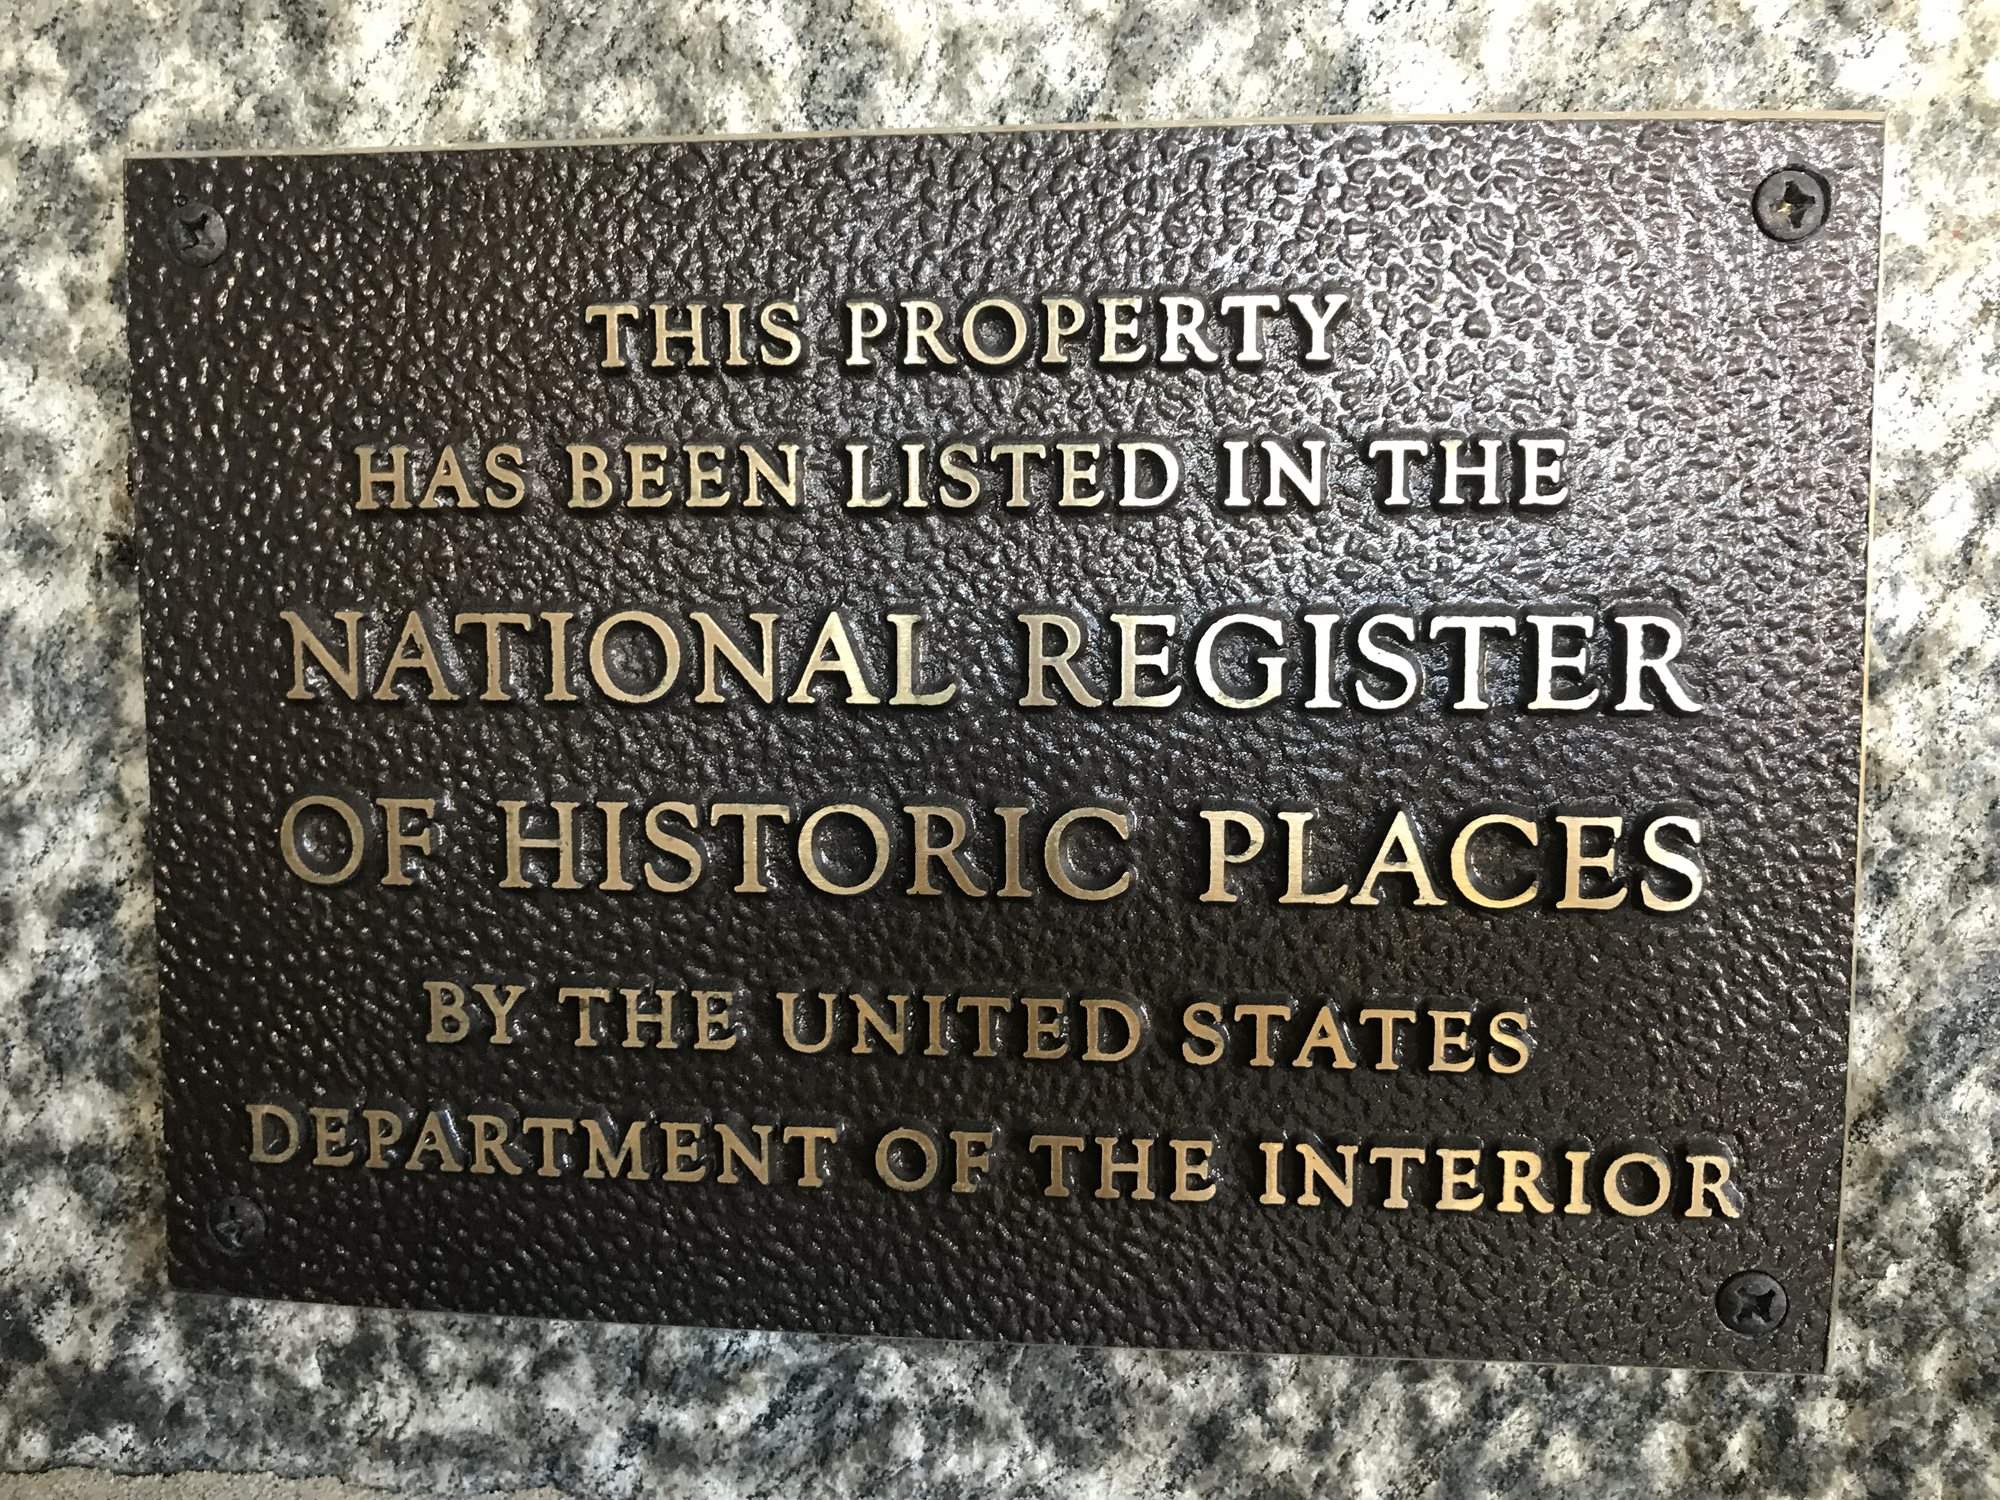 THIS PROPERTY
HAS BEEN LISTED IN THE
NATIONAL REGISTER
OF HISTORIC PLACES
BY THE UNITED STATES
DEPARTMENT OF THE INTERIOR